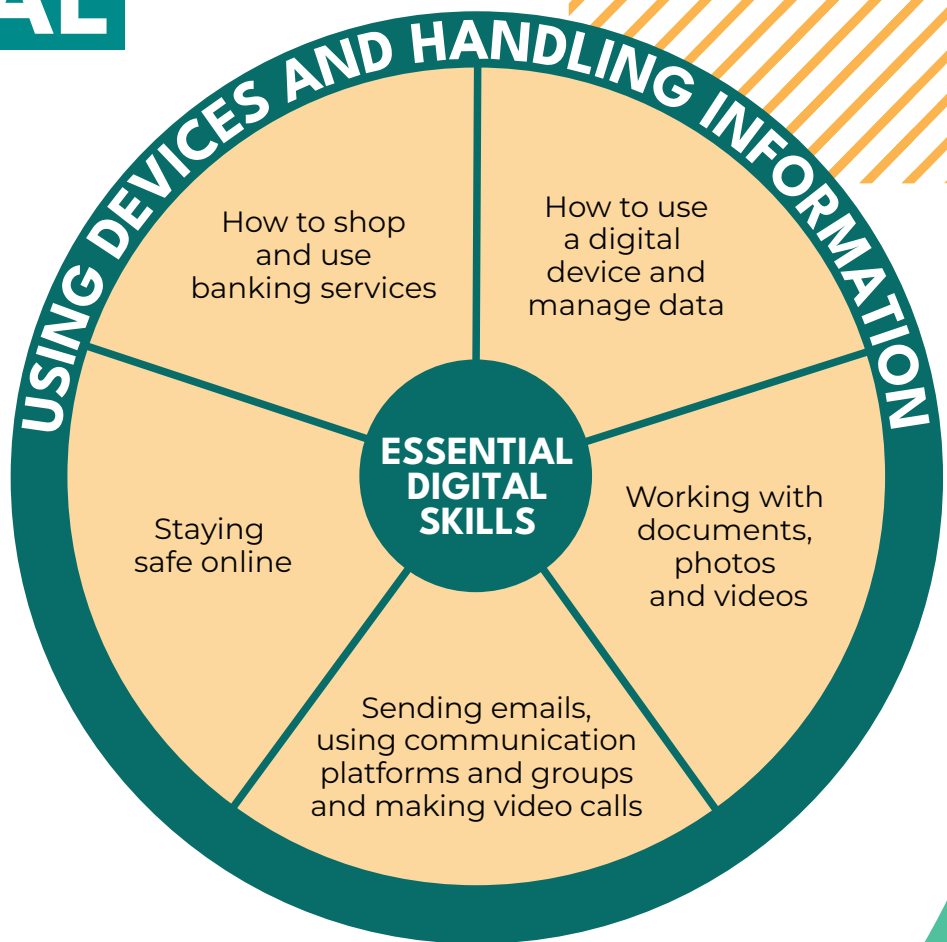 AL
USING DEVICES AND HANDLING INFORMATION
How to shop
and use
banking services
How to use
a digital
device and
manage data
ESSENTIAL
DIGITAL
SKILLS
Working with
documents,
photos
and videos
Staying
safe online
Sending emails,
using communication
platforms and groups
and making video calls